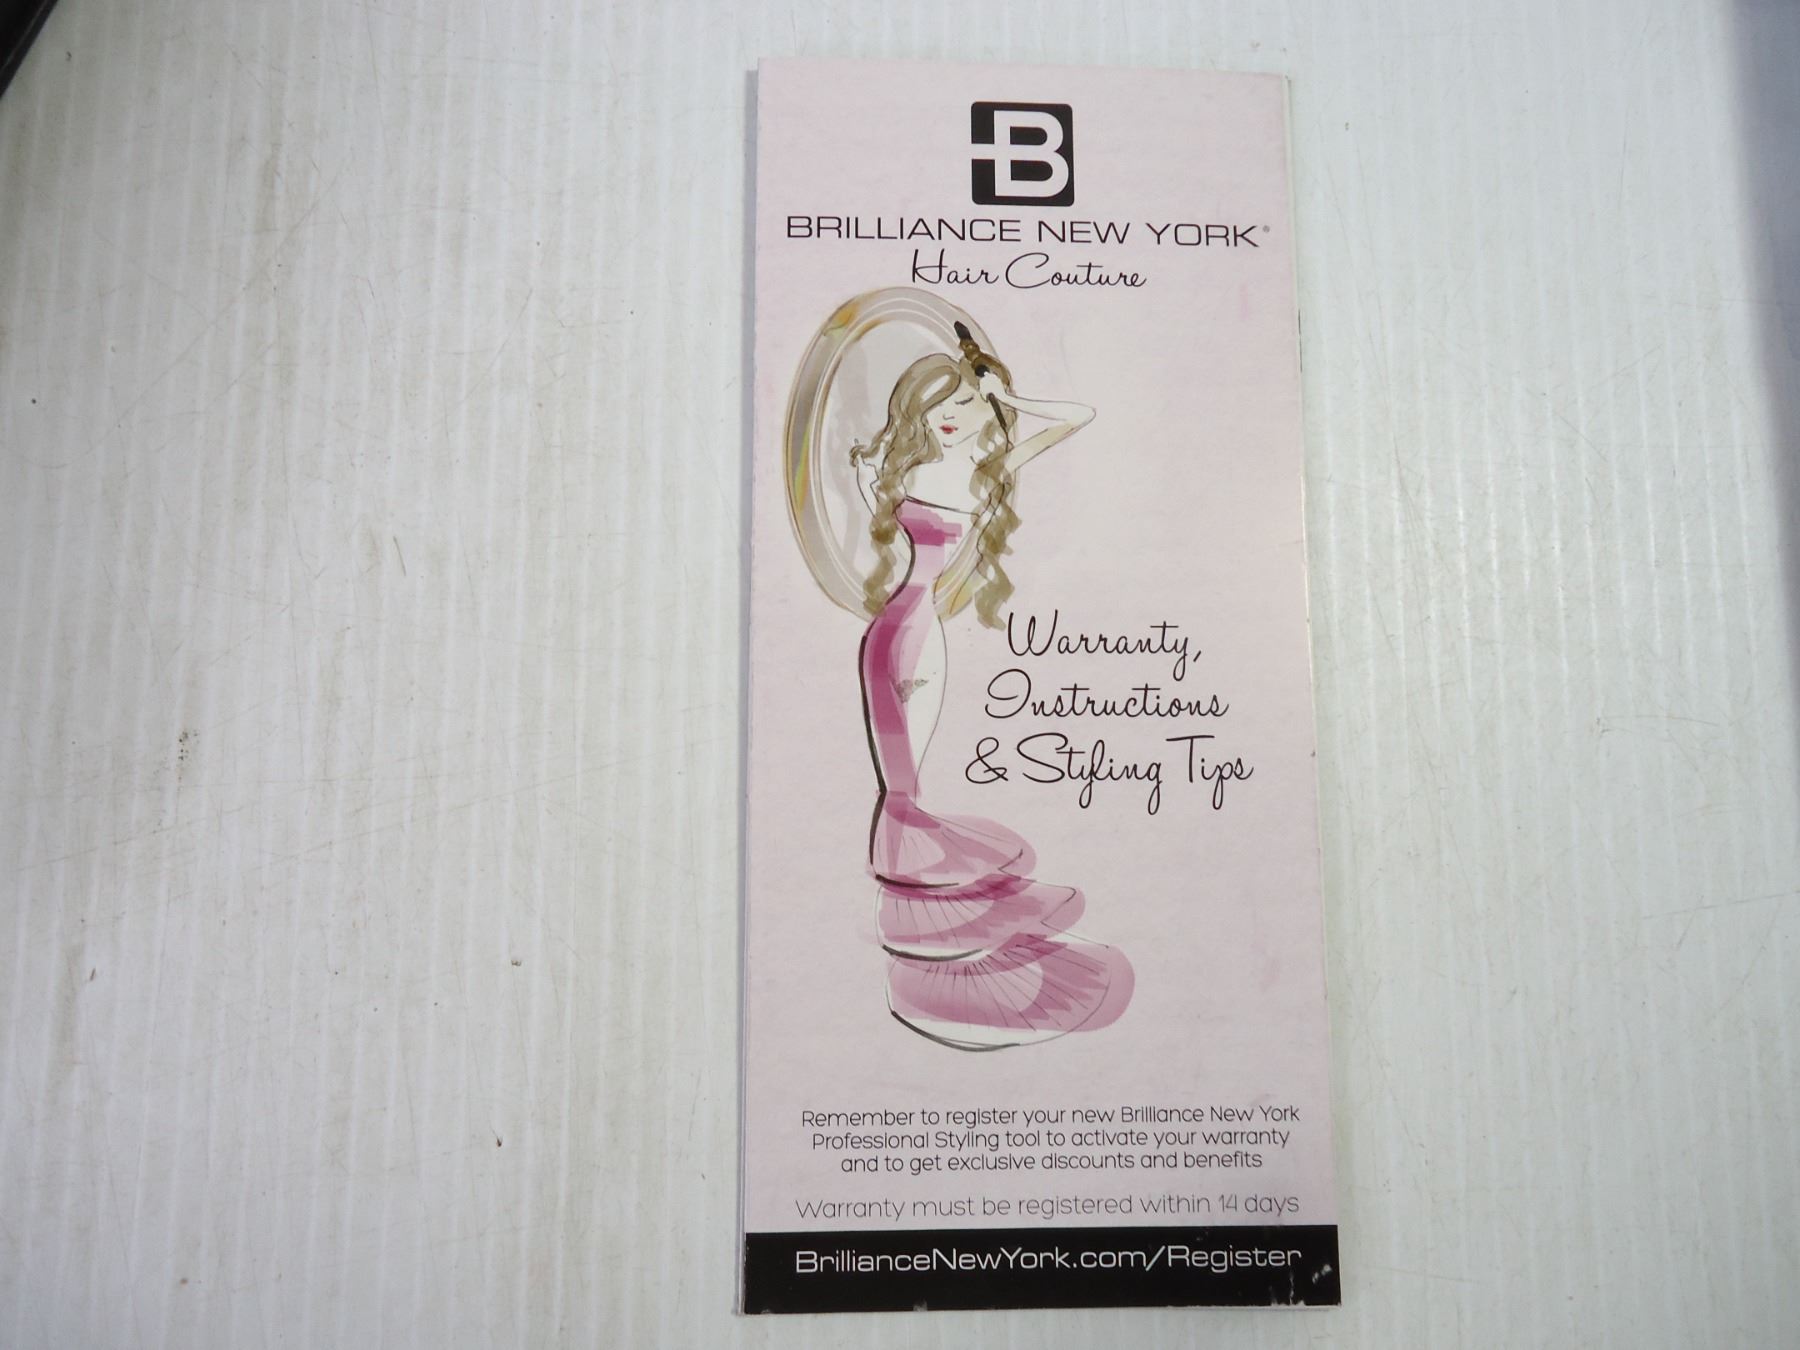 B
BRILLIANCE NEW YORK®
Hair Couture
Warranty,
Instructions
& Styling Tips
Remember to register your new Brilliance New York
Professional Styling tool to activate your warranty
and to get exclusive discounts and benefits
Warranty must be registered within 14 days
BrillianceNewYork.com/Register